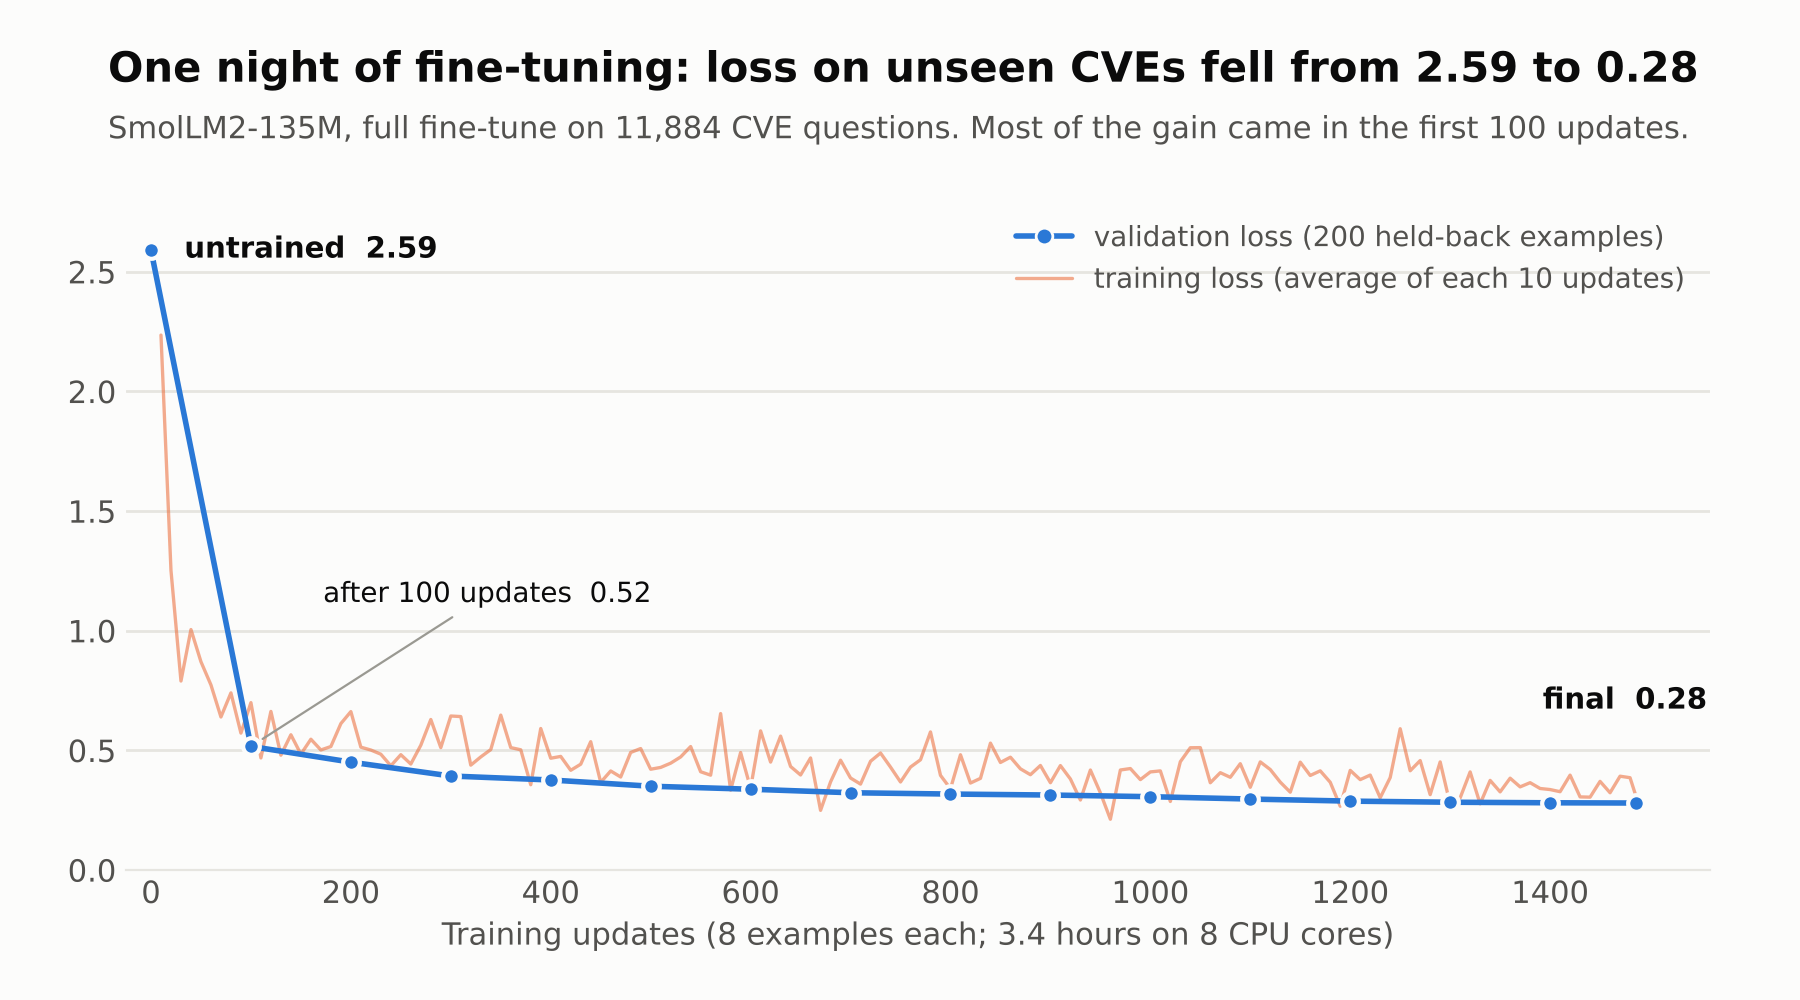 One night of fine-tuning: loss on unseen CVEs fell from 2.59 to 0.28
SmolLM2-135M, full fine-tune on 11,884 CVE questions. Most of the gain came in the first 100 updates.
validation loss (200 held-back examples)
untrained 2.59
2.5
training loss (average of each 10 updates)
2.0
1.5
after 100 updates 0.52
1.0
final 0.28
0.5
0.0
0 200 400 600 800 1000 1200 1400
Training updates (8 examples each; 3.4 hours on 8 CPU cores)